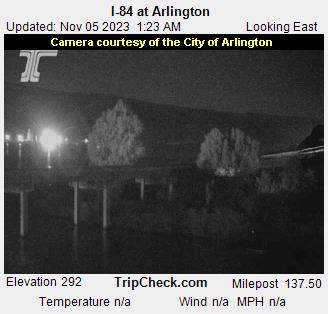 I-84 at Arlington
Updated: Nov 05 2023 1:23 AM Looking East
Camera courtesy of the City of Arlington
Elevation 292 TripCheck.com Milepost 137.50
Temperature n/a Wind n/a MPH n/a